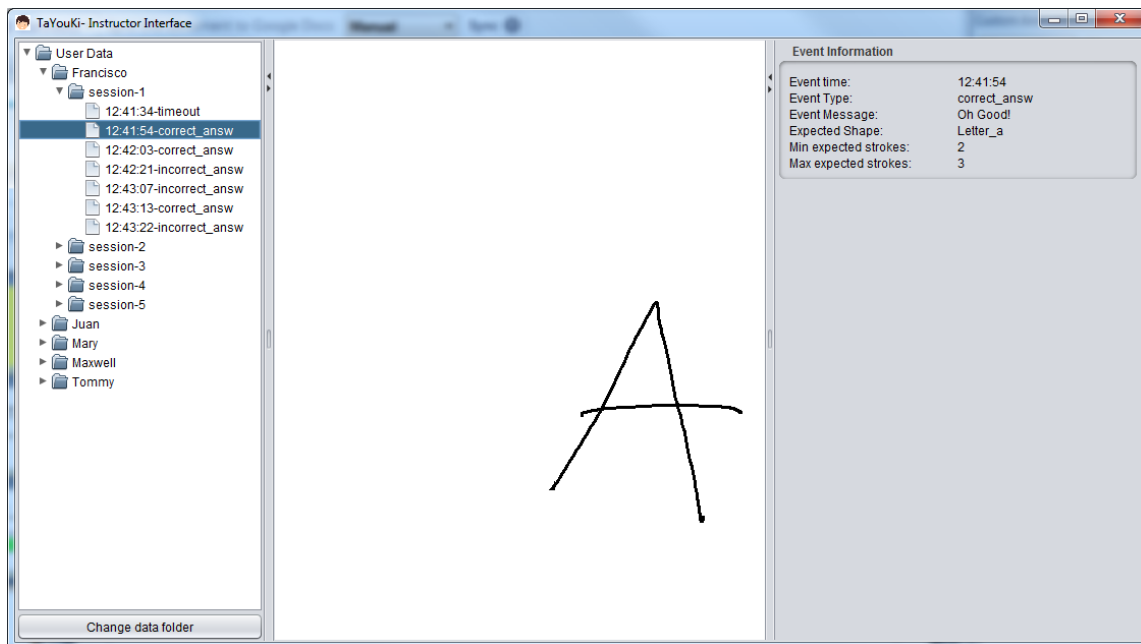 TaYouKi- Instructor Interface
User Data
Francisco
session-1
12:41:34-timeout
12:41:54-correct_answ
12:42:03-correct_answ
12:42:21-incorrect_answ
12:43:07-incorrect_answ
12:43:13-correct_answ
12:43:22-incorrect_answ
session-2
session-3
session-4
session-5
Juan
Mary
Maxwell
Tommy
Change data folder
A
Event Information
Event time: 12:41:54
Event Type: correct_answ
Event Message: Oh Good!
Expected Shape: Letter_a
Min expected strokes: 2
Max expected strokes: 3